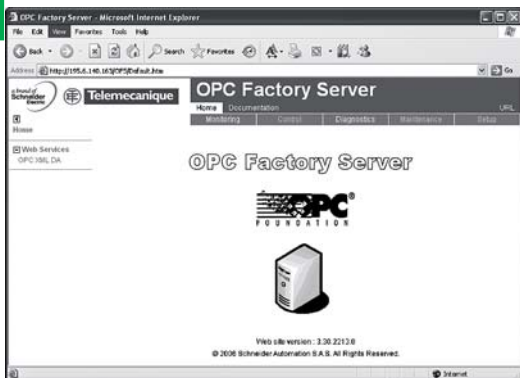 OPC Factory Server - Microsoft Internet Explorer
File Edit View Favorites Tools Help
Back Search Favorites
Address http://195.6.140.163/OFS/Default.htm Go
a brand of Schneider Electric Telemecanique OPC Factory Server
Home Documentation URL
Monitoring Control Diagnostics Maintenance Setup
Home
Web Services
OPC XML DA
OPC Factory Server
OPC ®
FOUNDATION
Web site version : 3.30.2213.0
© 2006 Schneider Automation S.A.S. All Rights Reserved.
Internet